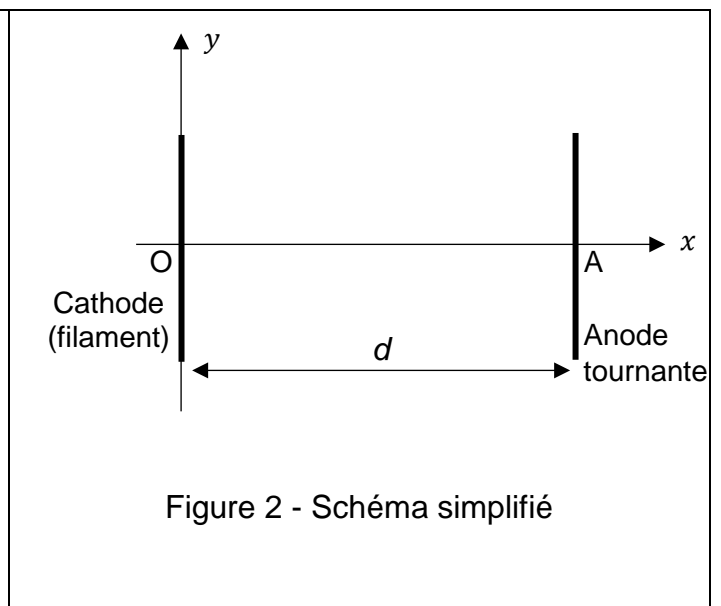 y
x
O
A
Cathode
(filament)
Anode
tournante
d
Figure 2 - Schéma simplifié